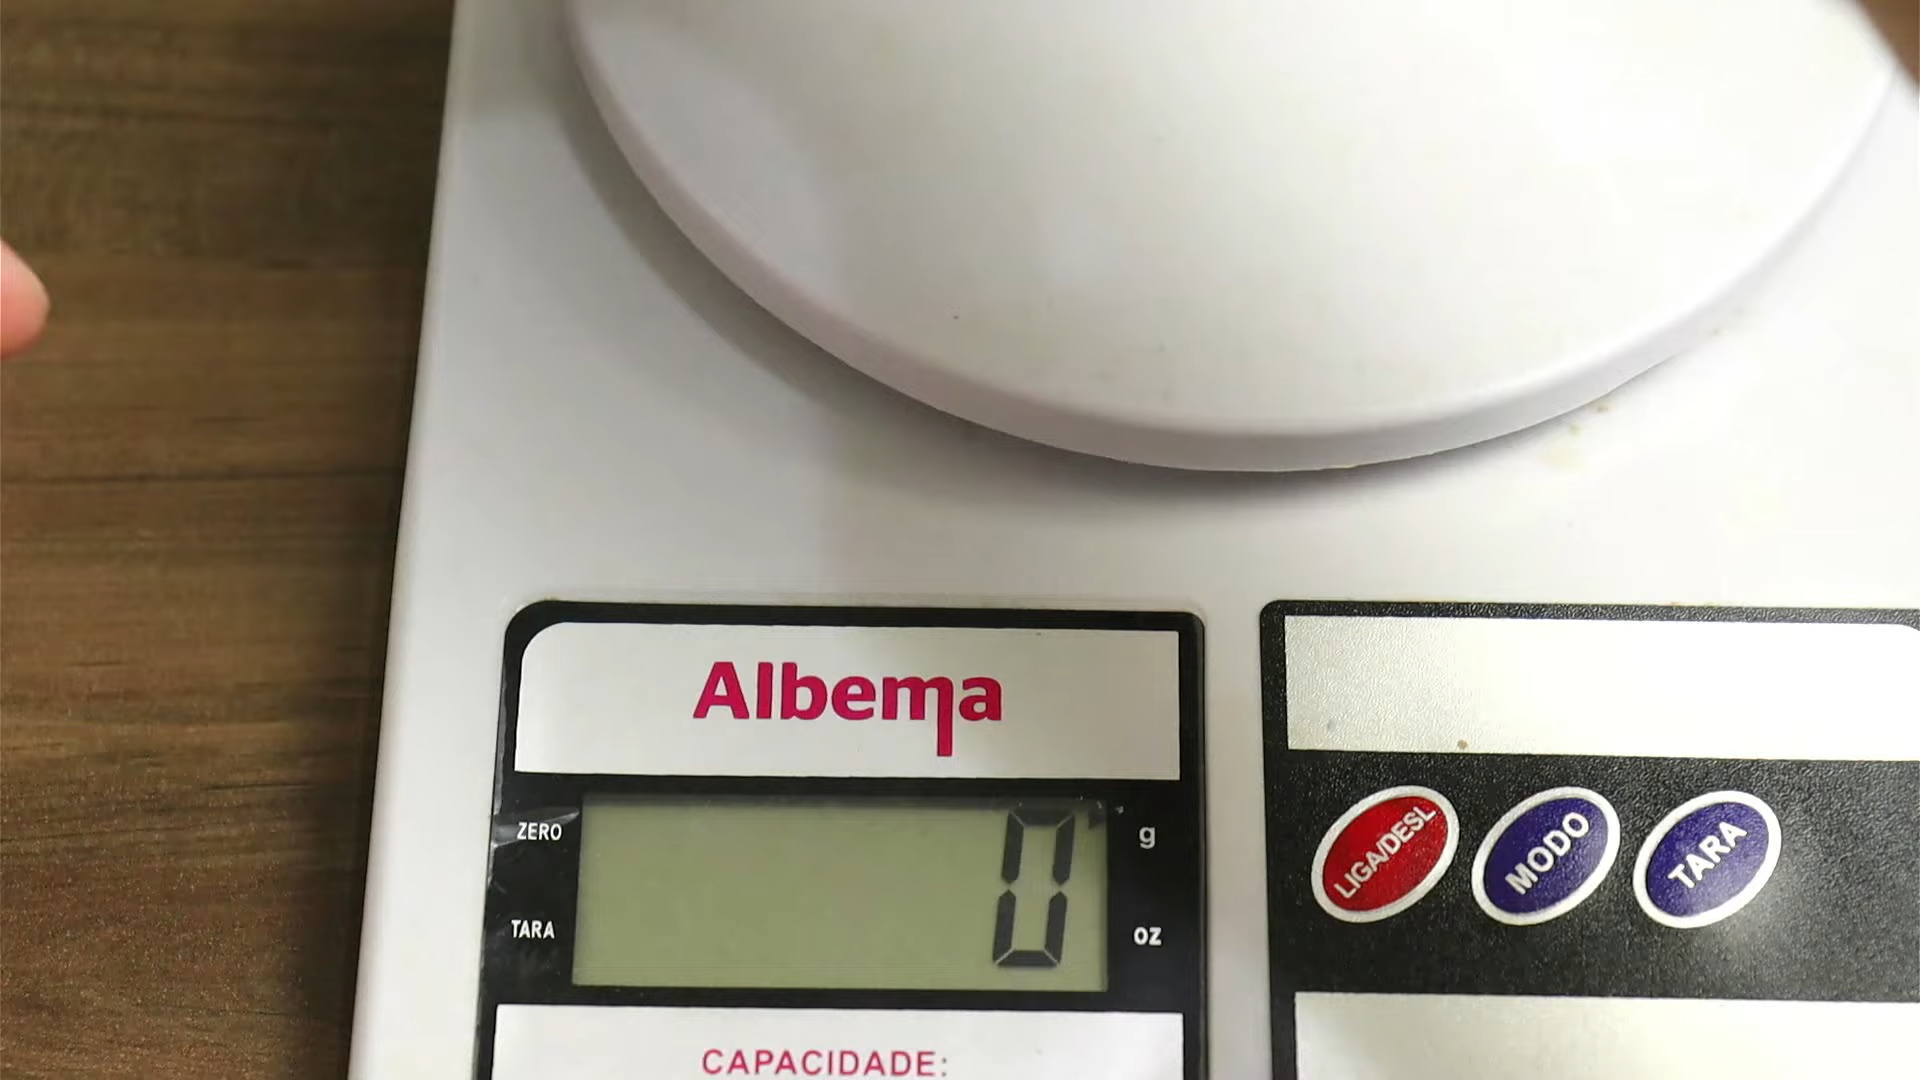 Albema
ZERO
g
0
TARA
oz
CAPACIDADE:
LIGA/DESL
MODO
TARA